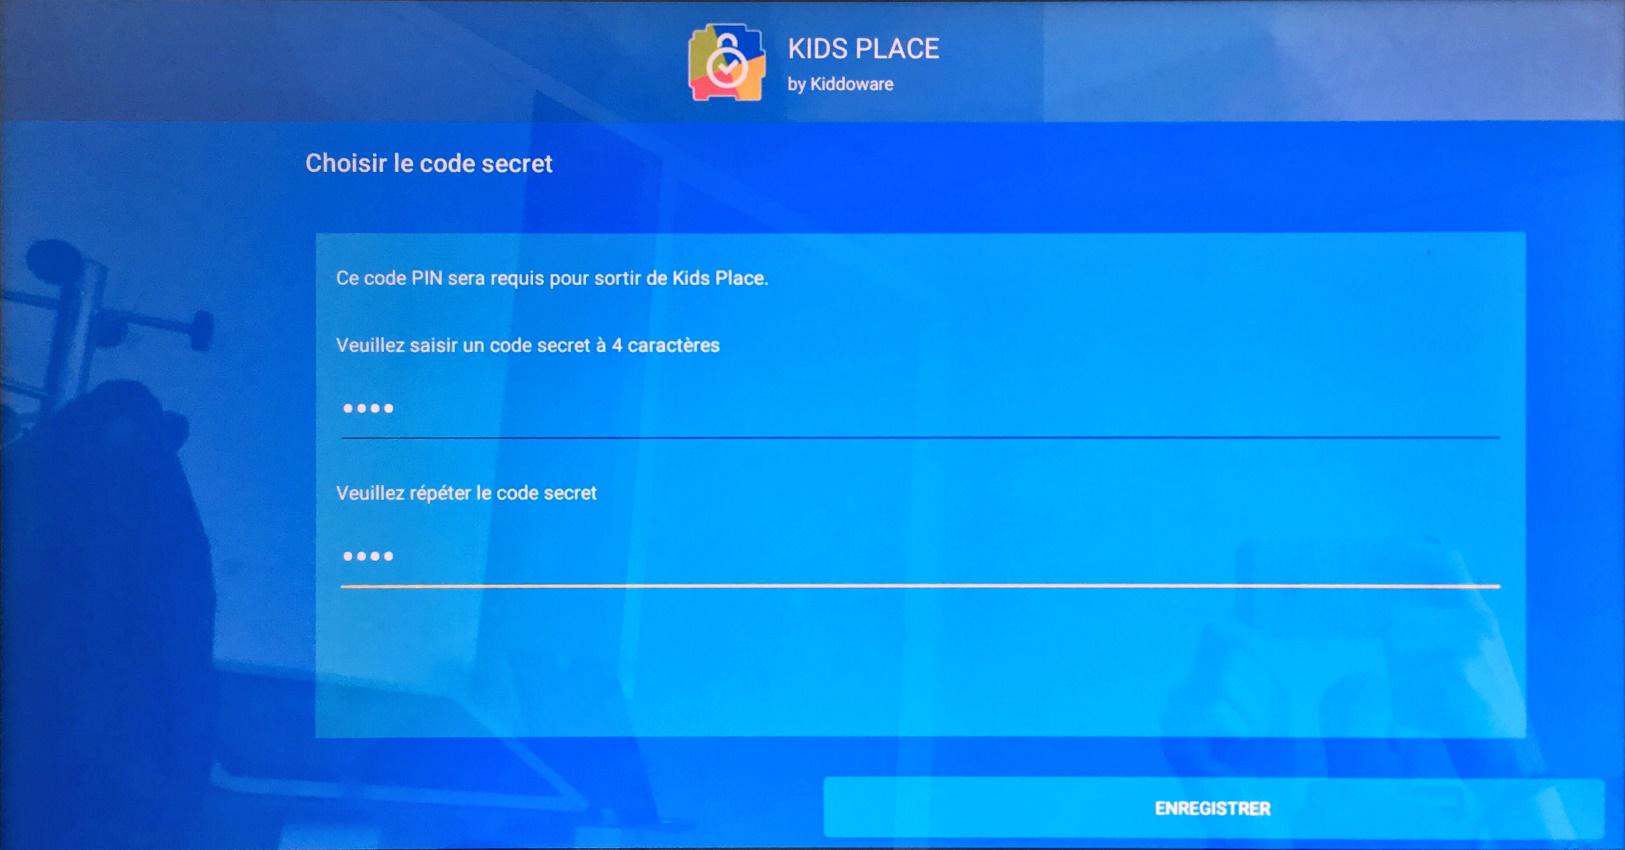 KIDS PLACE
by Kiddoware
Choisir le code secret
Ce code PIN sera requis pour sortir de Kids Place.
Veuillez saisir un code secret à 4 caractères
••••
Veuillez répéter le code secret
••••
ENREGISTRER